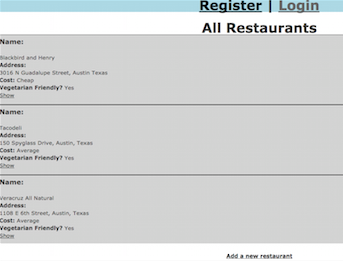 Register | Login
All Restaurants
Name:
Blackbird and Henry
Address:
3016 N Guadalupe Street, Austin Texas
Cost: Cheap
Vegetarian Friendly? Yes
Show
Name:
Tacodeli
Address:
150 Spyglass Drive, Austin, Texas
Cost: Average
Vegetarian Friendly? Yes
Show
Name:
Veracruz All Natural
Address:
1108 E 6th Street, Austin, Texas
Cost: Average
Vegetarian Friendly? Yes
Show
Add a new restaurant